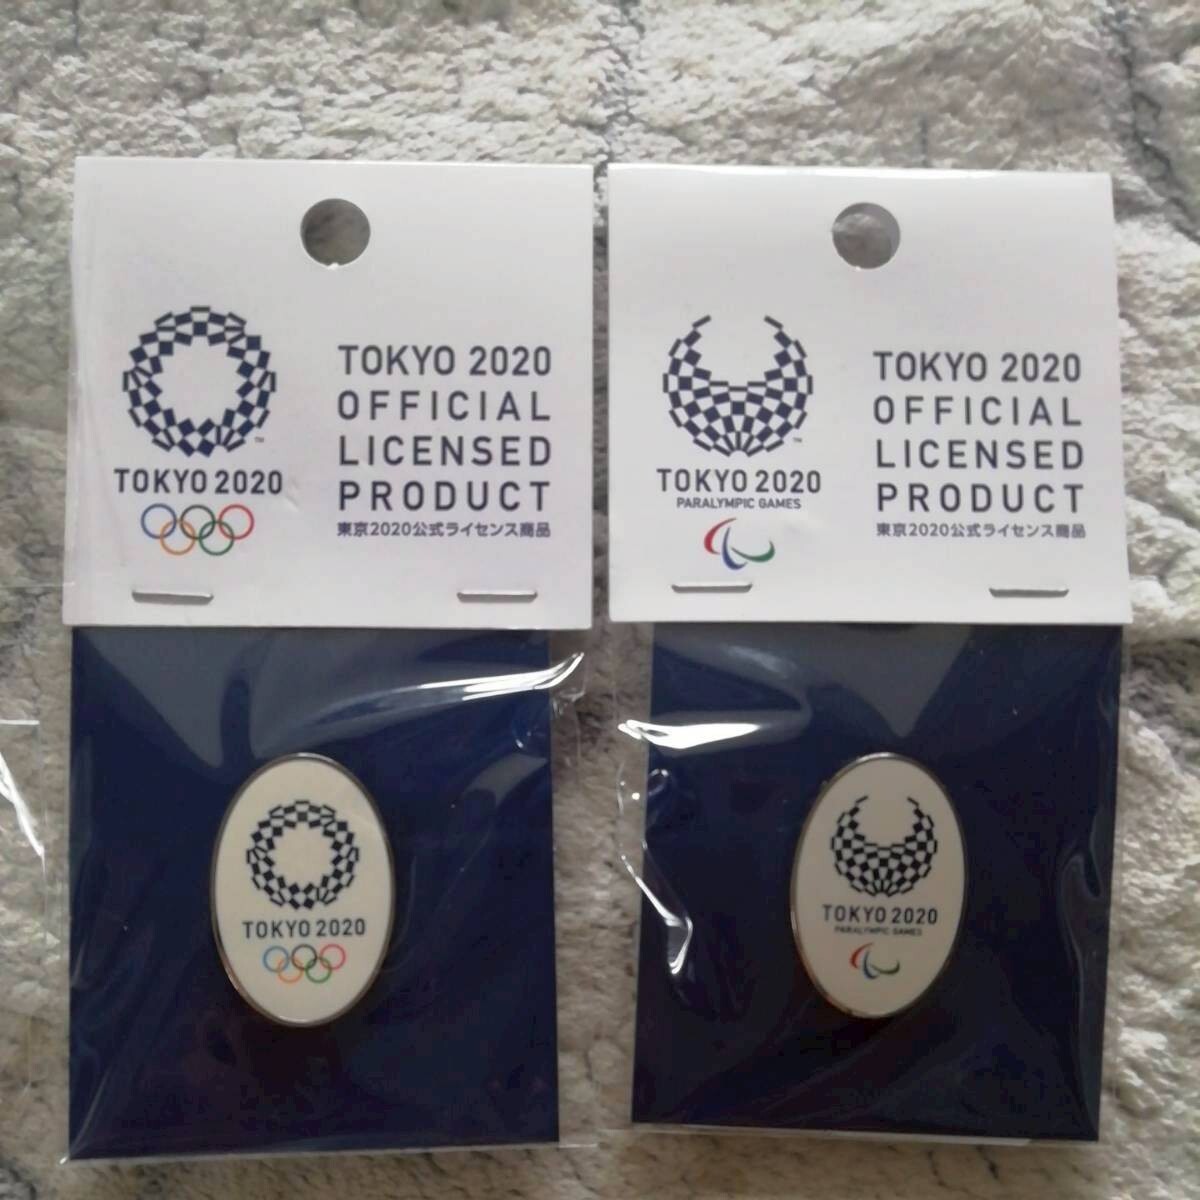 TOKYO 2020
TOKYO 2020
OFFICIAL
LICENSED
PRODUCT
東京2020公式ライセンス商品
TM
TOKYO 2020
PARALYMPIC GAMES
TOKYO 2020
OFFICIAL
LICENSED
PRODUCT
東京2020公式ライセンス商品
TM
TOKYO 2020
TOKYO 2020
PARALYMPIC GAMES